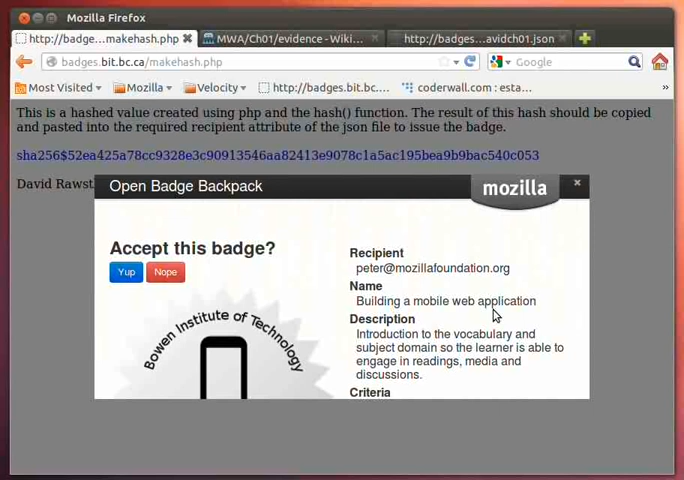 Mozilla Firefox
http://badge...makehash.php
MWA/Ch01/evidence - Wiki...
http://badges...avidch01.json
badges.bit.bc.ca/makehash.php
Google
Most Visited
Mozilla
Velocity
http://badges.bit.bc....
coderwall.com : esta...
»
This is a hashed value created using php and the hash() function. The result of this hash should be copied
and pasted into the required recipient attribute of the json file to issue the badge.
sha256$52ea425a78cc9328e3c90913546aa82413e9078c1a5ac195bea9b9bac540c053
David Rawst
Open Badge Backpack
mozilla
Accept this badge?
Yup
Nope
Bowen Institute of Technology
Recipient
peter@mozillafoundation.org
Name
Building a mobile web application
Description
Introduction to the vocabulary and
subject domain so the learner is able to
engage in readings, media and
discussions.
Criteria